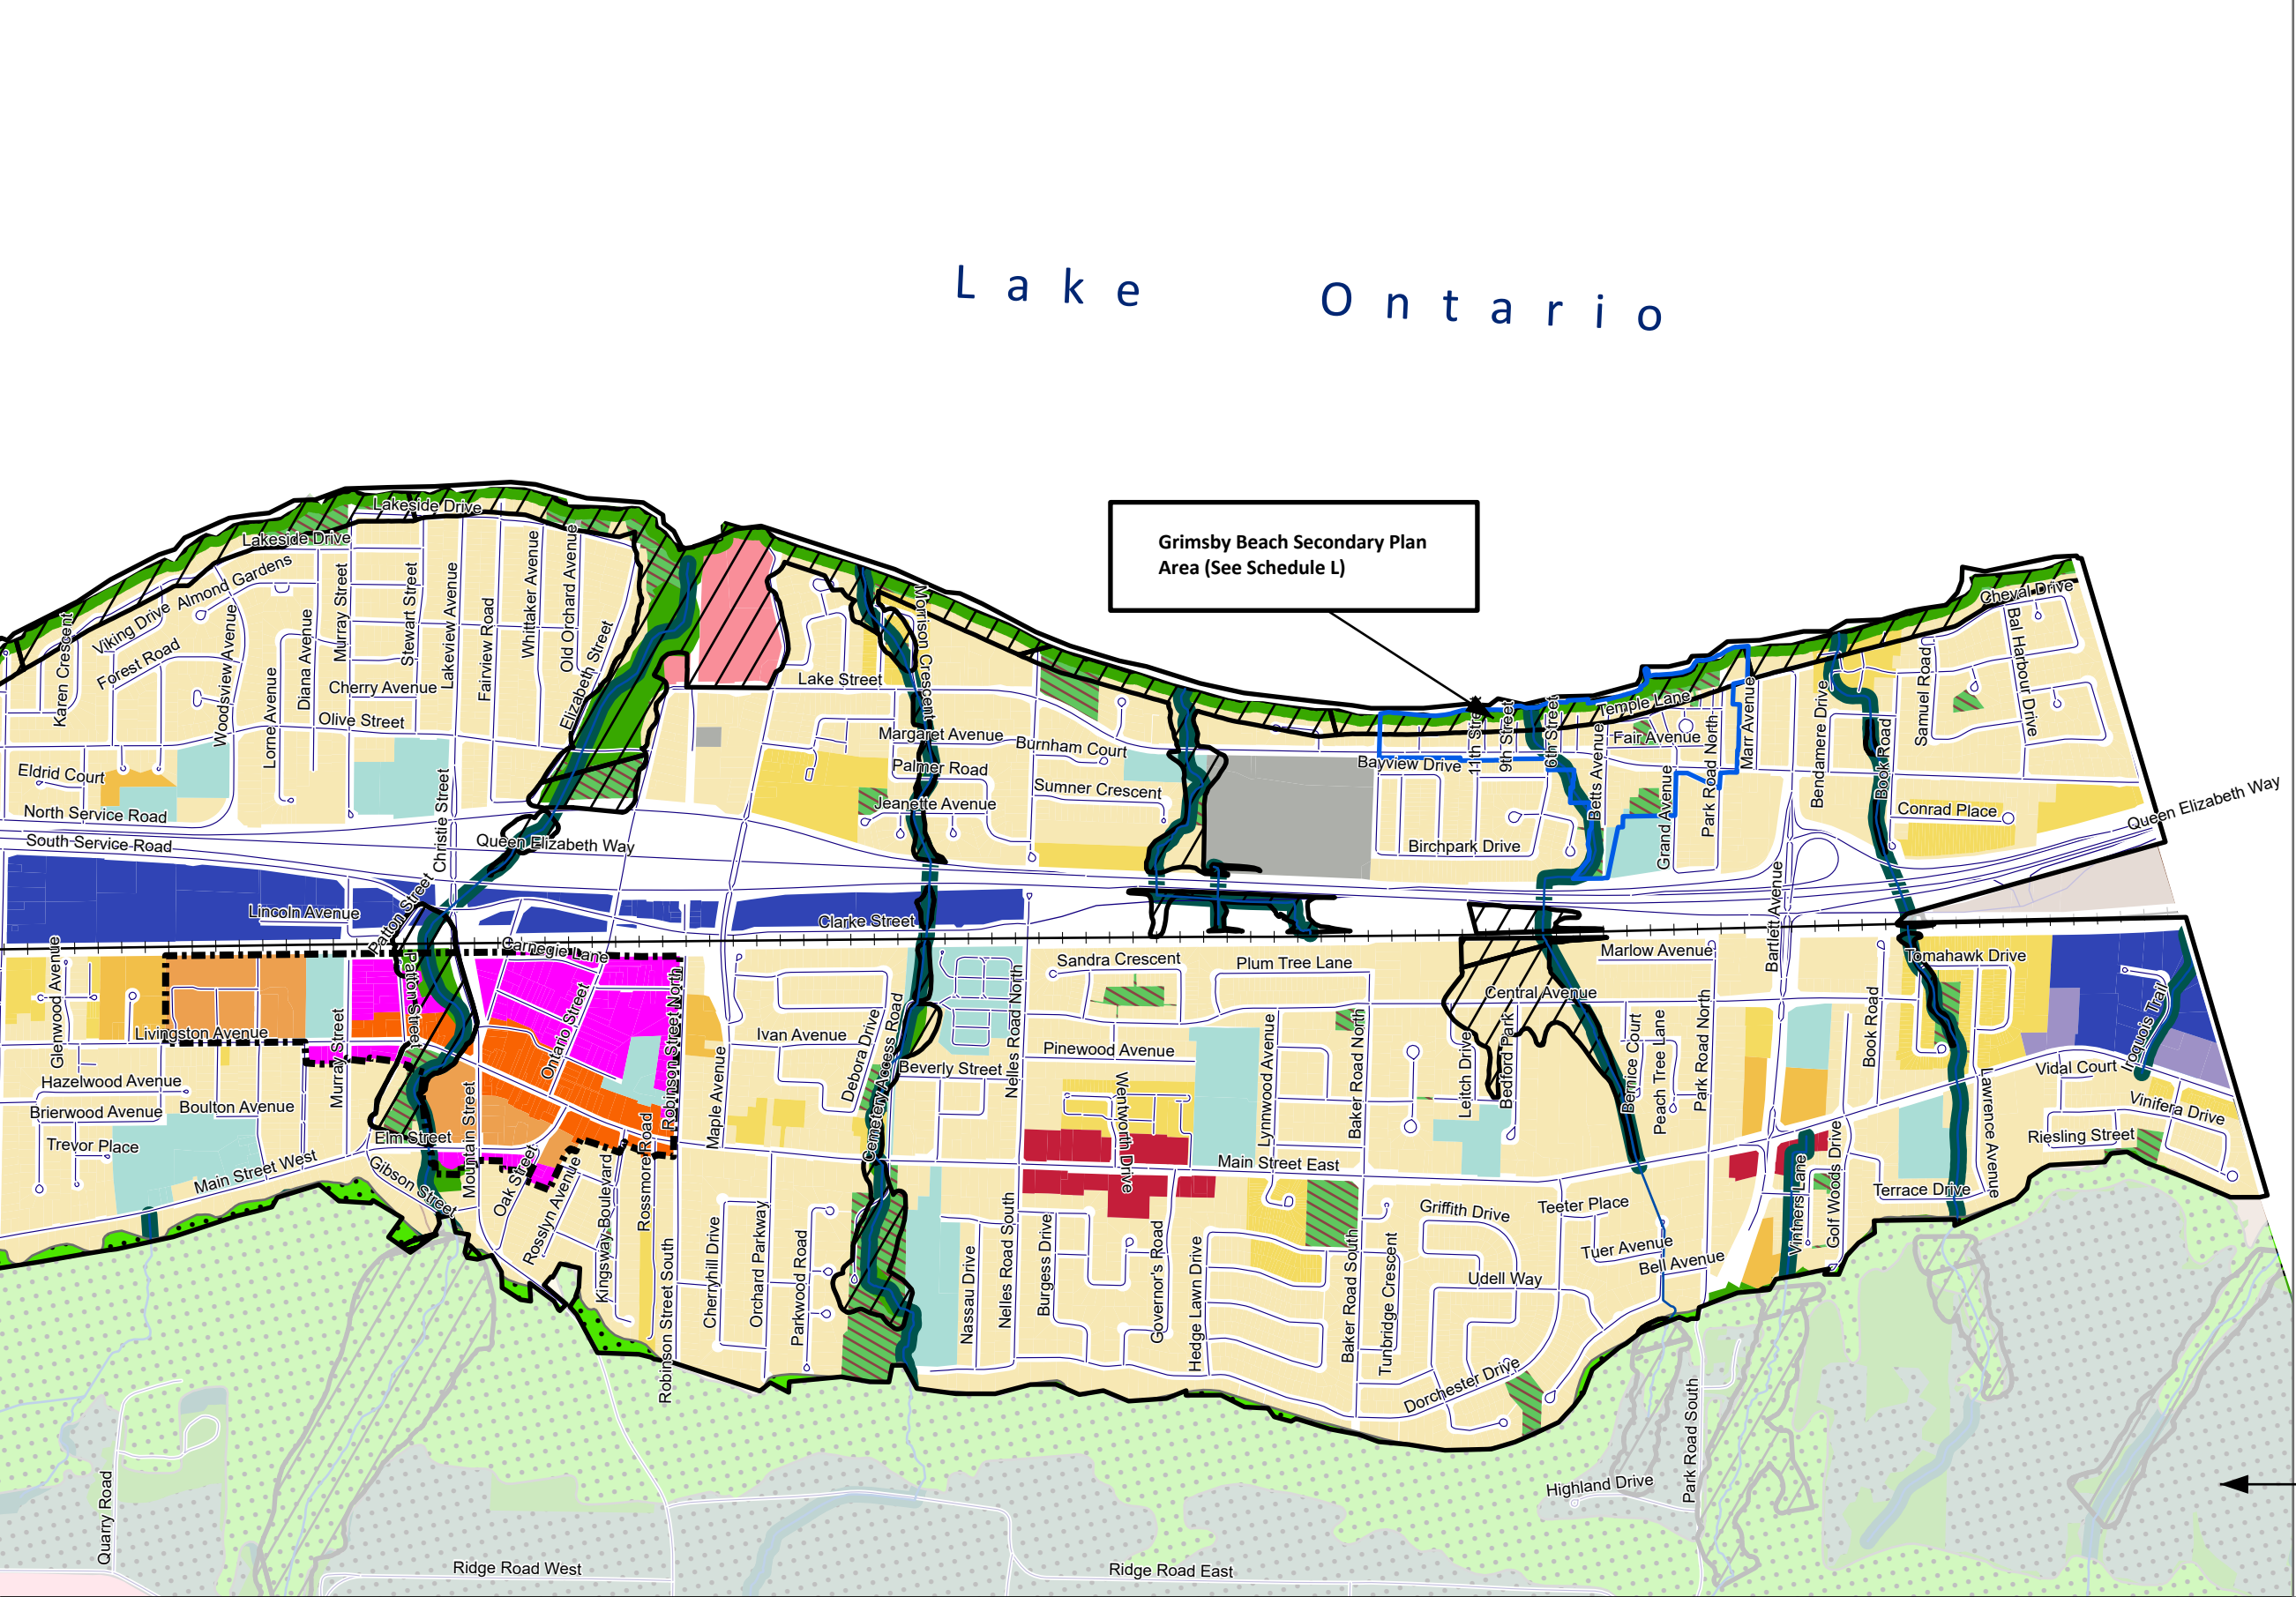 Lake Ontario
Grimsby Beach Secondary Plan
Area (See Schedule L)
Lakeside Drive
Lakeside Drive
Almond Gardens
Viking Drive
Forest Road
Karen Crescent
Woodsview Avenue
Lorne Avenue
Diana Avenue
Murray Street
Stewart Street
Lakeview Avenue
Fairview Road
Whittaker Avenue
Old Orchard Avenue
Elizabeth Street
Cherry Avenue
Olive Street
Eldrid Court
North Service Road
South Service Road
Christie Street
Queen Elizabeth Way
Lake Street
Morrison Crescent
Margaret Avenue
Palmer Road
Jeanette Avenue
Burnham Court
Sumner Crescent
Bayview Drive
Birchpark Drive
11th Stre
9th Street
6th Street
Betts Avenue
Temple Lane
Fair Avenue
Grand Avenue
Park Road North
Marr Avenue
Bendamere Drive
Book Road
Samuel Road
Cheval Drive
Bal Harbour Drive
Conrad Place
Queen Elizabeth Way
Lincoln Avenue
Patton Street
Clarke Street
Bartlett Avenue
Carnegie Lane
Glenwood Avenue
Livingston Avenue
Murray Street
Patton Street
Ontario Street
Robinson Street North
Hazelwood Avenue
Brierwood Avenue
Boulton Avenue
Trevor Place
Main Street West
Elm Street
Gibson Street
Mountain Street
Oak Street
Rosslyn Avenue
Kingsway Boulevard
Rossmore Road
Robinson Street South
Maple Avenue
Ivan Avenue
Debora Drive
Cemetery Access Road
Beverly Street
Nelles Road North
Sandra Crescent
Plum Tree Lane
Pinewood Avenue
Wentworth Drive
Lynnwood Avenue
Baker Road North
Main Street East
Central Avenue
Marlow Avenue
Leitch Drive
Bedford Park
Bernice Court
Peach Tree Lane
Park Road North
Book Road
Tomahawk Drive
Iroquois Trail
Vidal Court
Vinifera Drive
Riesling Street
Lawrence Avenue
Terrace Drive
Golf Woods Drive
Vintners Lane
Cherryhill Drive
Orchard Parkway
Parkwood Road
Nassau Drive
Nelles Road South
Burgess Drive
Governor's Road
Hedge Lawn Drive
Baker Road South
Tunbridge Crescent
Griffith Drive
Teeter Place
Tuer Avenue
Bell Avenue
Udell Way
Dorchester Drive
Highland Drive
Park Road South
Quarry Road
Ridge Road West
Ridge Road East